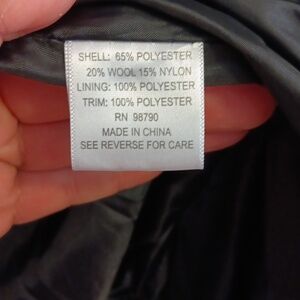 SHELL: 65% POLYESTER
20% WOOL 15% NYLON
LINING: 100% POLYESTER
TRIM: 100% POLYESTER
RN 98790
MADE IN CHINA
SEE REVERSE FOR CARE